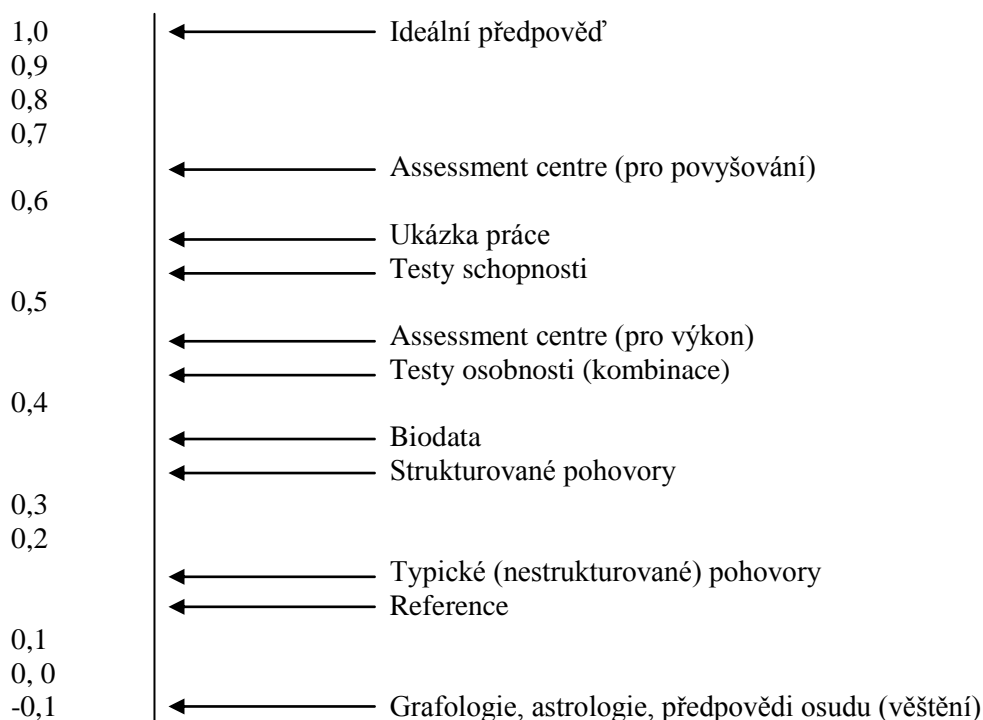 1,0 Ideální předpověď
0,9
0,8
0,7
Assessment centre (pro povyšování)
0,6
Ukázka práce
Testy schopnosti
0,5
Assessment centre (pro výkon)
Testy osobnosti (kombinace)
0,4
Biodata
Strukturované pohovory
0,3
0,2
Typické (nestrukturované) pohovory
Reference
0,1
0, 0
-0,1 Grafologie, astrologie, předpovědi osudu (věštění)